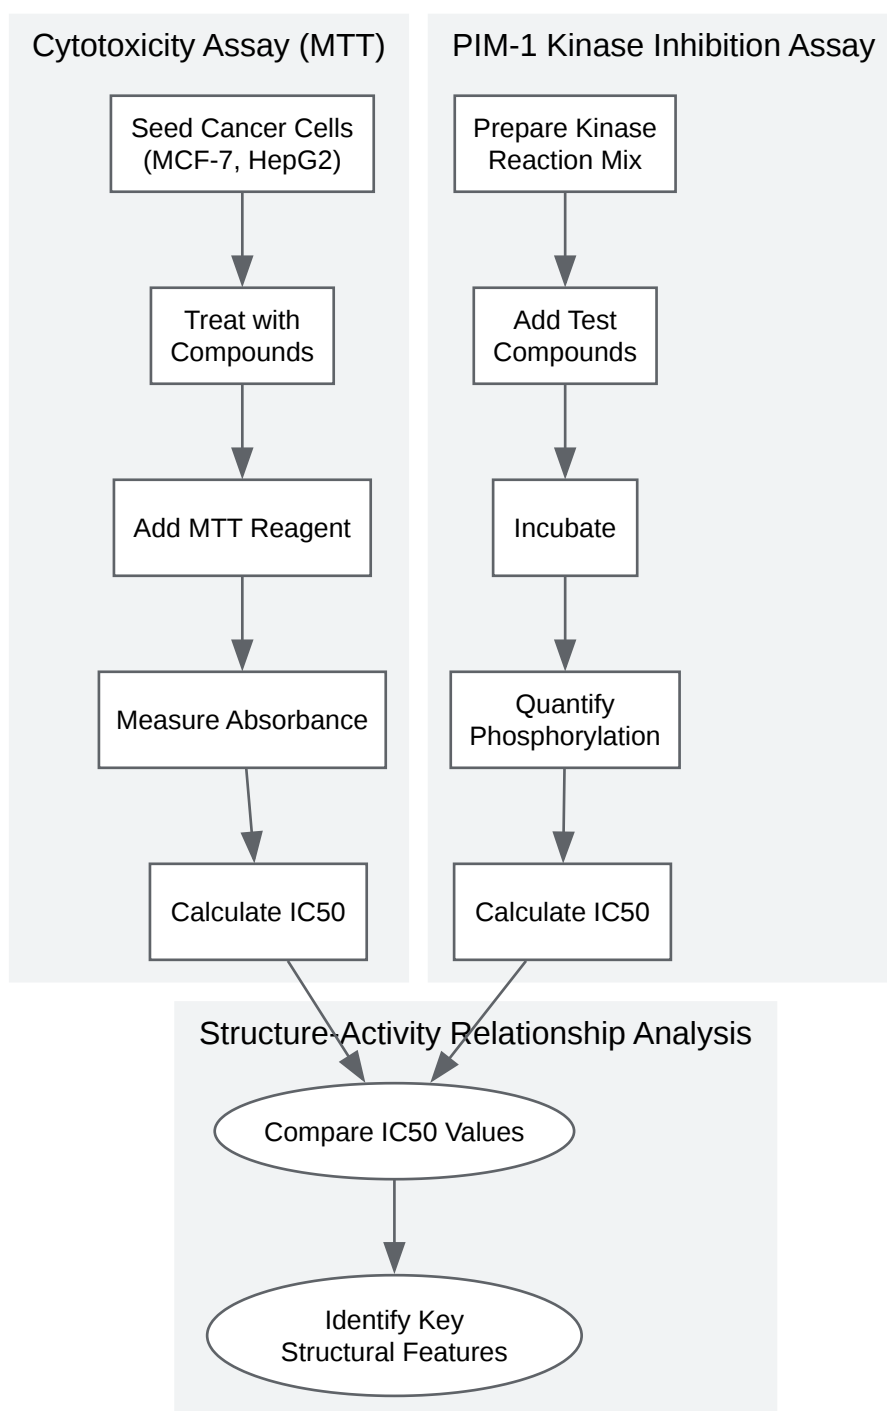 Cytotoxicity Assay (MTT)
Seed Cancer Cells
(MCF-7, HepG2)
Treat with
Compounds
Add MTT Reagent
Measure Absorbance
Calculate IC50
PIM-1 Kinase Inhibition Assay
Prepare Kinase
Reaction Mix
Add Test
Compounds
Incubate
Quantify
Phosphorylation
Calculate IC50
Structure-Activity Relationship Analysis
Compare IC50 Values
Identify Key
Structural Features